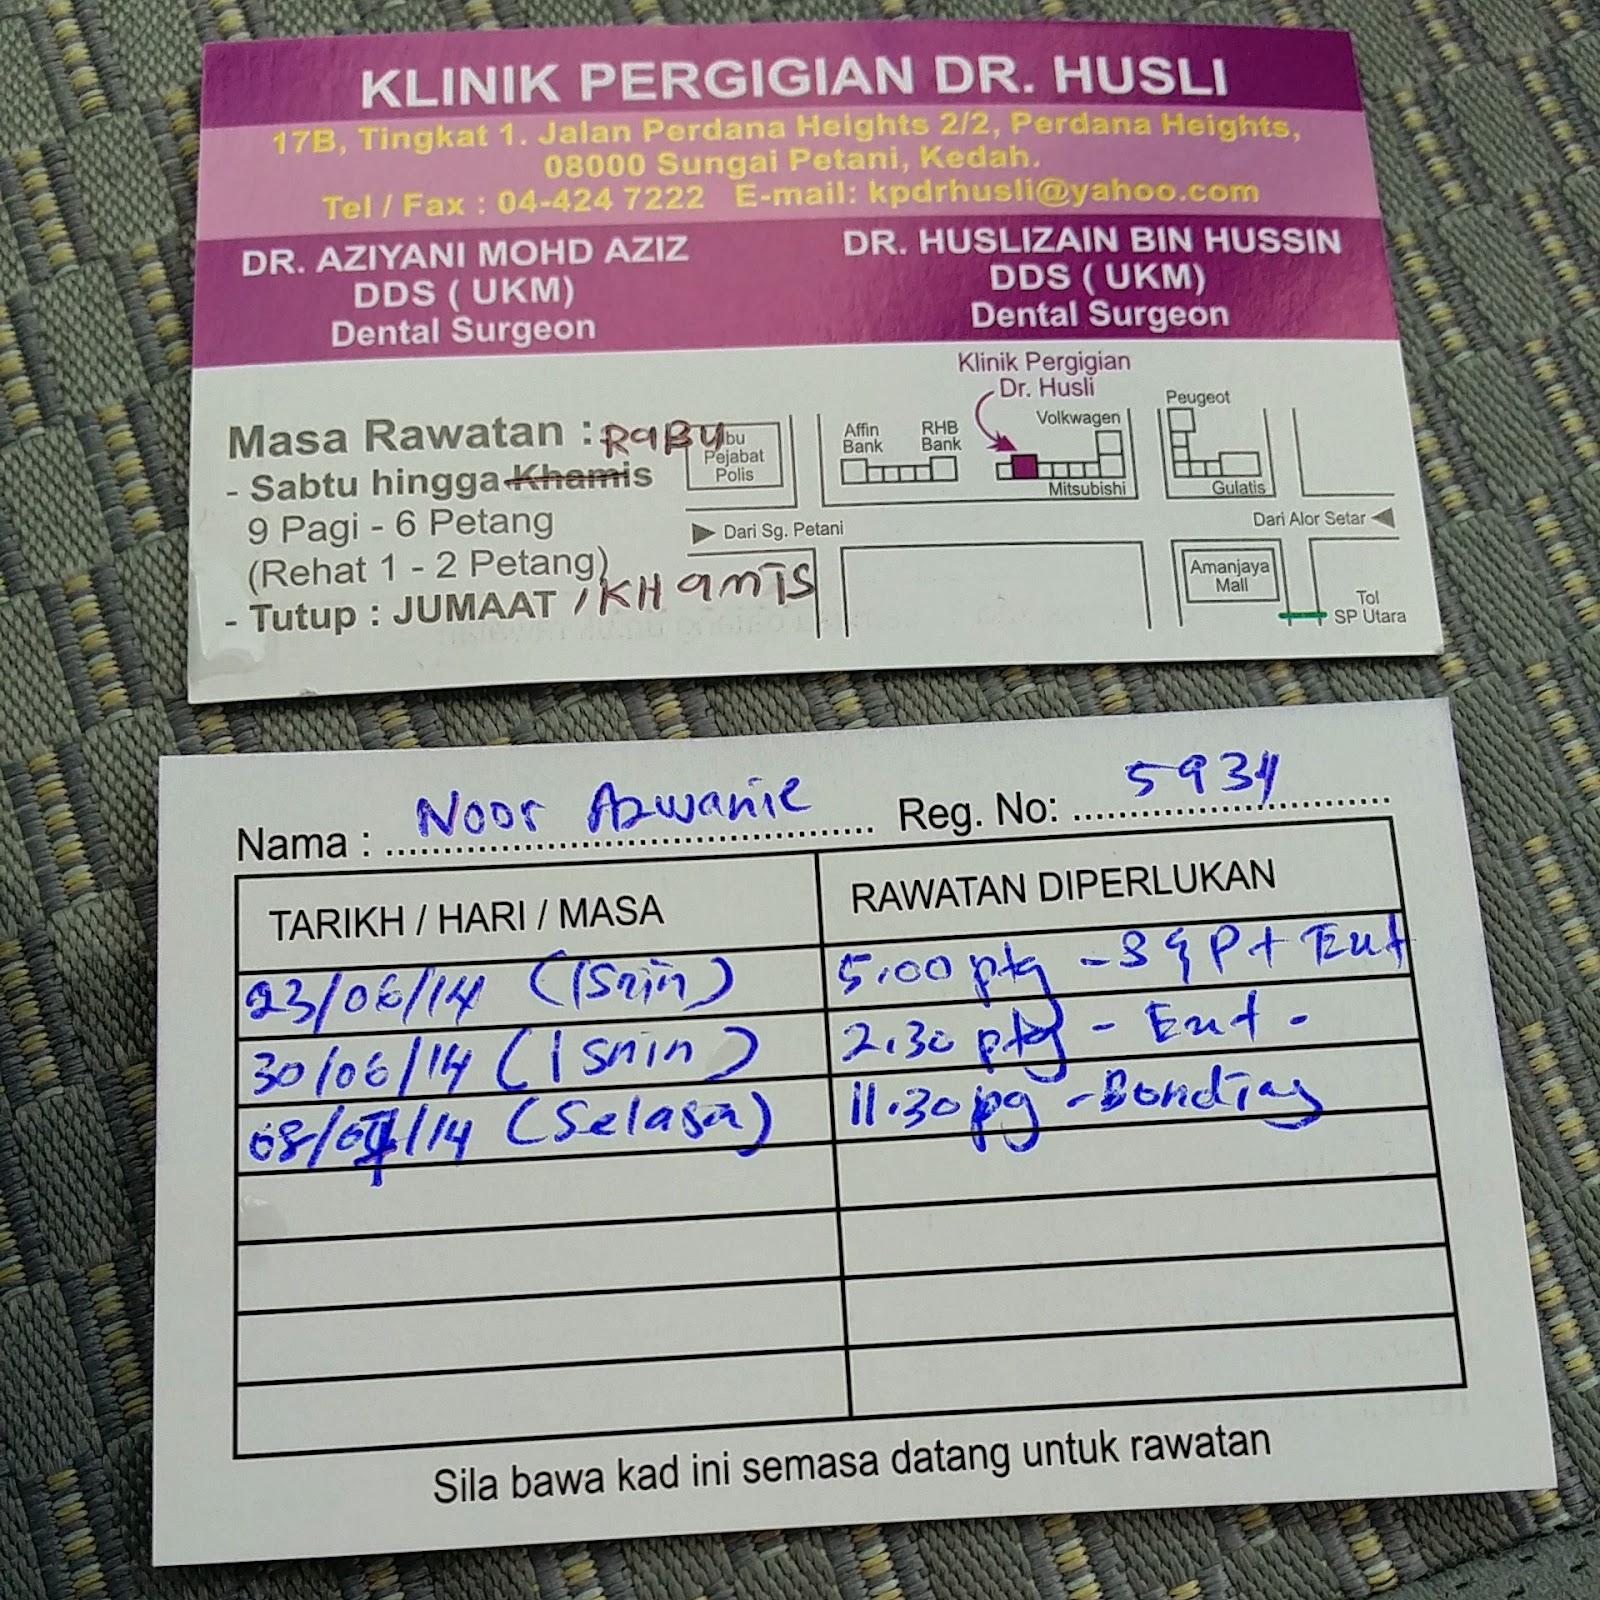 KLINIK PERGIGIAN DR. HUSLI
17B, Tingkat 1. Jalan Perdana Heights 2/2, Perdana Heights,
08000 Sungai Petani, Kedah.
Tel / Fax : 04-424 7222 E-mail: kpdrhusli@yahoo.com
DR. AZIYANI MOHD AZIZ
DDS ( UKM)
Dental Surgeon
DR. HUSLIZAIN BIN HUSSIN
DDS ( UKM)
Dental Surgeon
Masa Rawatan : RaBu
- Sabtu hingga Khamis
9 Pagi - 6 Petang
(Rehat 1 - 2 Petang)
- Tutup : JUMAAT /KHamis
Klinik Pergigian
Dr. Husli
Ibu
Pejabat
Polis
Affin
Bank
RHB
Bank
Volkwagen
Mitsubishi
Peugeot
Gulatis
Dari Sg. Petani
Dari Alor Setar
Amanjaya
Mall
Tol
SP Utara
Nama : Noor Azwanie Reg. No: 5934
TARIKH / HARI / MASA RAWATAN DIPERLUKAN
23/06/14 (Isnin) 5.00 ptg -
30/06/14 (Isnin) 2.30 ptg -
08/07/14 (Selasa) 11.30 pg - Bonding
Sila bawa kad ini semasa datang untuk rawatan